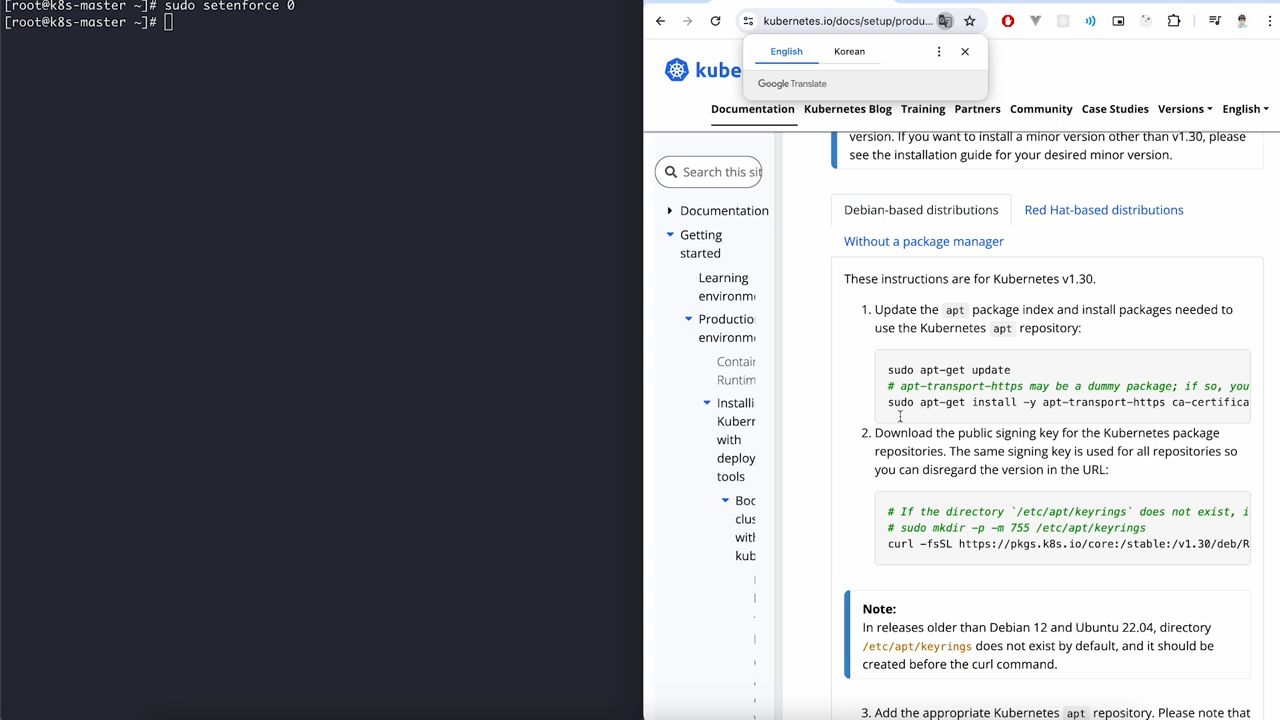 [root@k8s-master ~]# sudo setenforce 0
[root@k8s-master ~]#
kubernetes.io/docs/setup/produ...
English
Korean
Google Translate
kube
Documentation
Kubernetes Blog
Training
Partners
Community
Case Studies
Versions
English
Search this sit
Documentation
Getting
started
Learning
environm
Productio
environm
Contair
Runtim
Installi
Kubern
with
deploy
tools
Boo
clus
with
kub
version. If you want to install a minor version other than v1.30, please
see the installation guide for your desired minor version.
Debian-based distributions
Red Hat-based distributions
Without a package manager
These instructions are for Kubernetes v1.30.
1. Update the apt package index and install packages needed to
use the Kubernetes apt repository:
sudo apt-get update
# apt-transport-https may be a dummy package; if so, you
sudo apt-get install -y apt-transport-https ca-certifica
2. Download the public signing key for the Kubernetes package
repositories. The same signing key is used for all repositories so
you can disregard the version in the URL:
# If the directory `/etc/apt/keyrings` does not exist, i
# sudo mkdir -p -m 755 /etc/apt/keyrings
curl -fsSL https://pkgs.k8s.io/core:/stable:/v1.30/deb/R
Note:
In releases older than Debian 12 and Ubuntu 22.04, directory
/etc/apt/keyrings does not exist by default, and it should be
created before the curl command.
3. Add the appropriate Kubernetes apt repository. Please note that